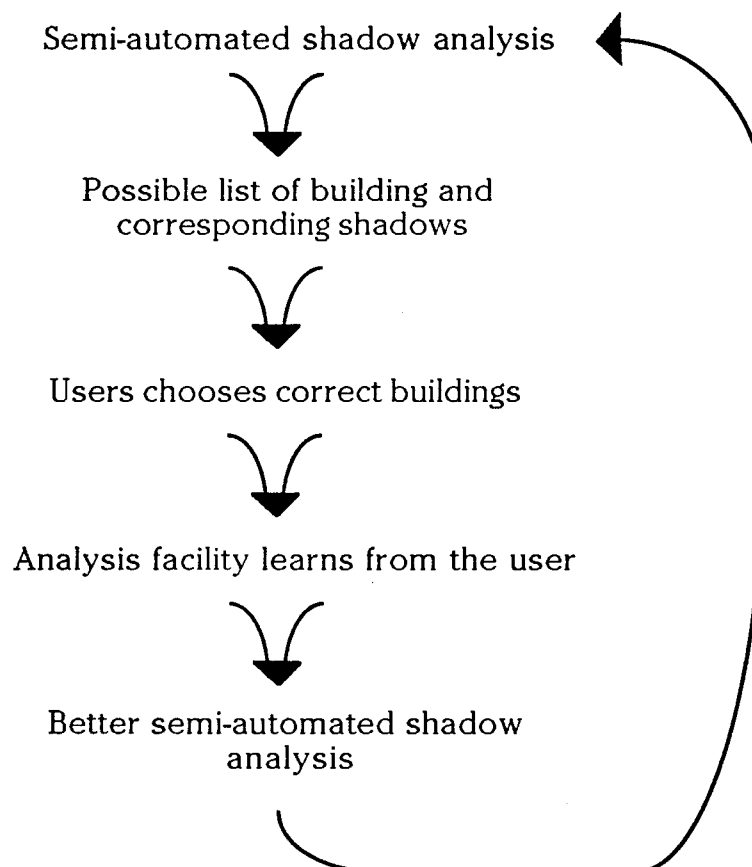 Semi-automated shadow analysis
Possible list of building and
corresponding shadows
Users chooses correct buildings
Analysis facility learns from the user
Better semi-automated shadow
analysis